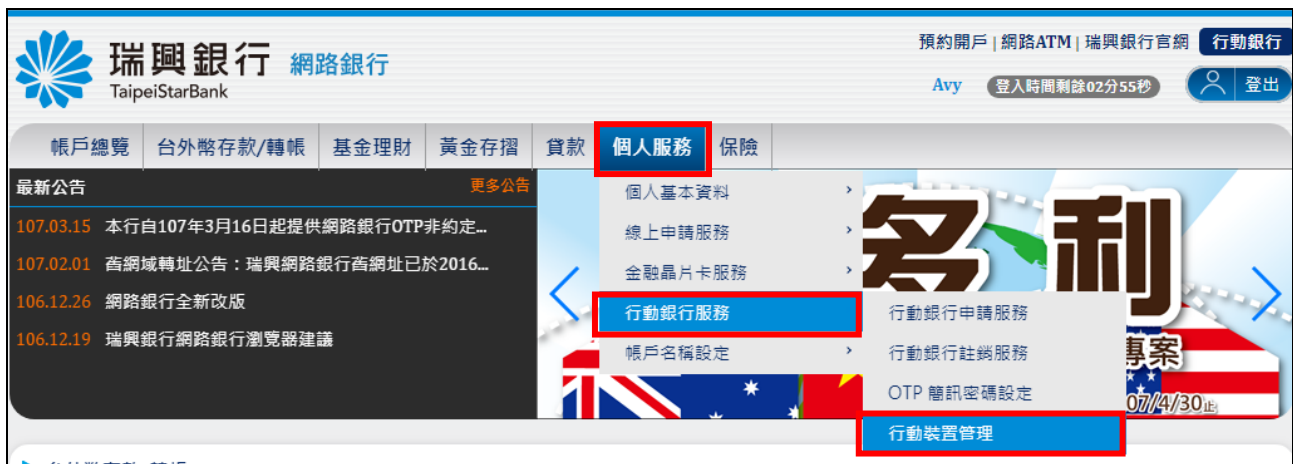 預約開戶 | 網路ATM | 瑞興銀行官網 行動銀行
瑞興銀行 網路銀行
TaipeiStarBank
Avy 登入時間剩餘02分55秒 登出
帳戶總覽 台外幣存款/轉帳 基金理財 黃金存摺 貸款 個人服務 保險
最新公告 更多公告
107.03.15 本行自107年3月16日起提供網路銀行OTP非約定...
107.02.01 舊網域轉址公告：瑞興網路銀行舊網址已於2016...
106.12.26 網路銀行全新改版
106.12.19 瑞興銀行網路銀行瀏覽器建議
個人基本資料
線上申請服務
金融晶片卡服務
行動銀行服務
帳戶名稱設定
行動銀行申請服務
行動銀行註銷服務
OTP 簡訊密碼設定
行動裝置管理
多利
專案
07/4/30止